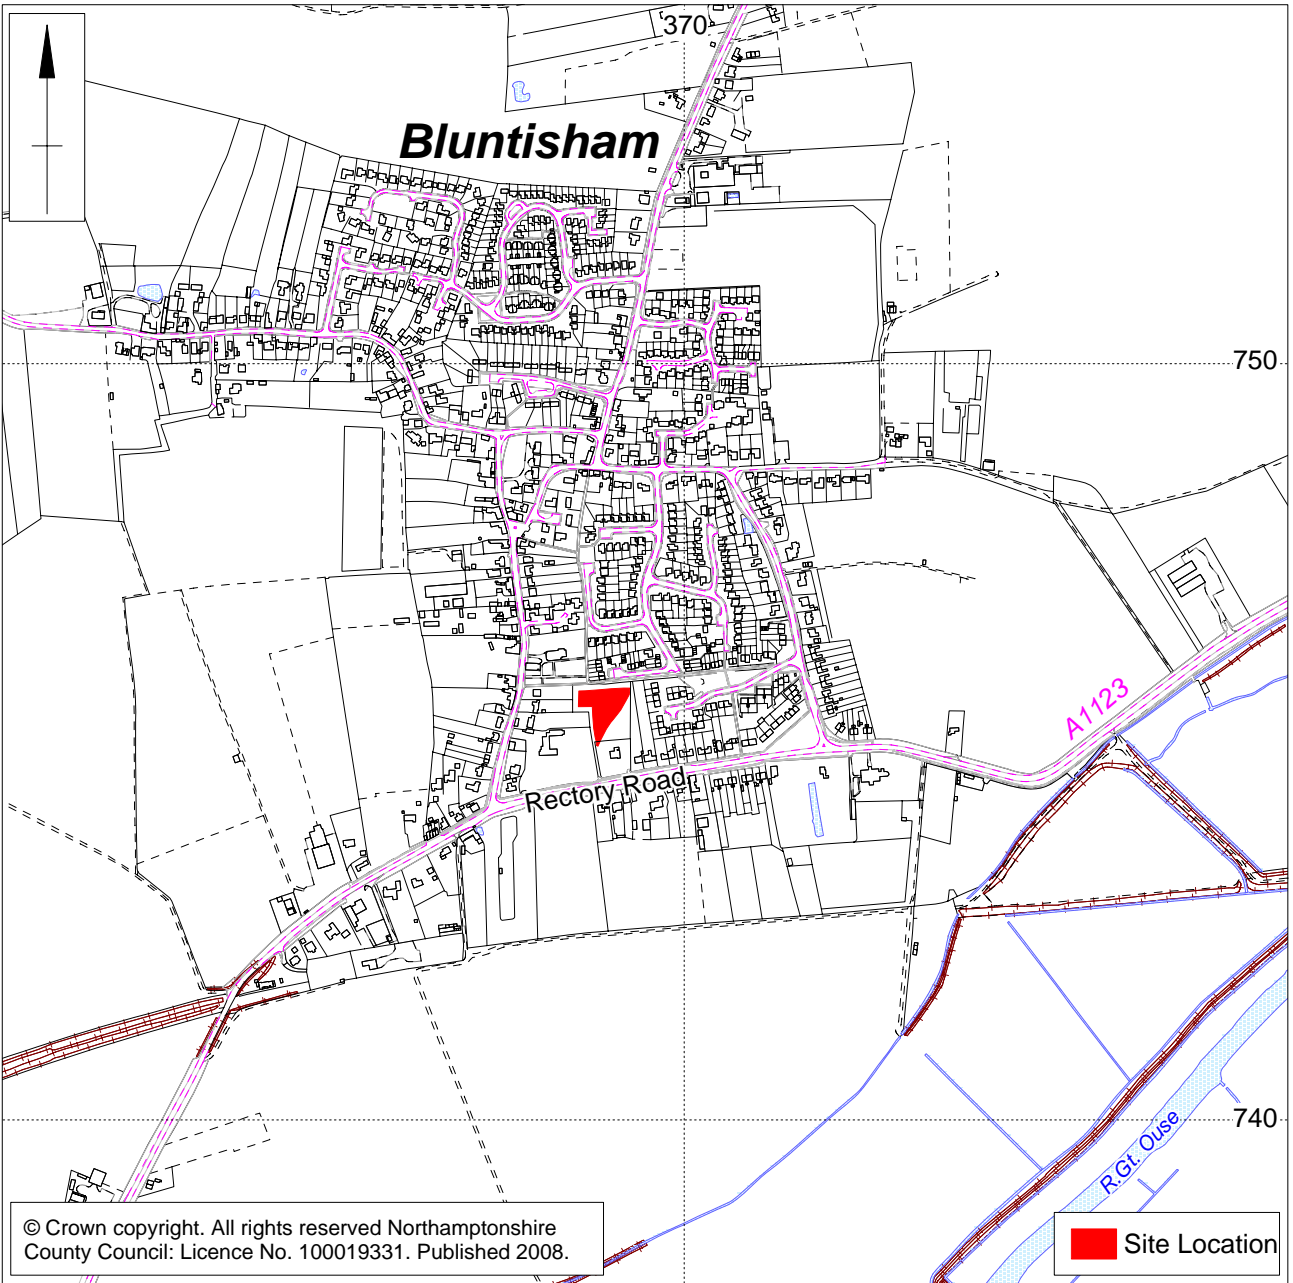 370
Bluntisham
750
A1123
Rectory Road
740
R.Gt. Ouse
© Crown copyright. All rights reserved Northamptonshire
County Council: Licence No. 100019331. Published 2008.
Site Location